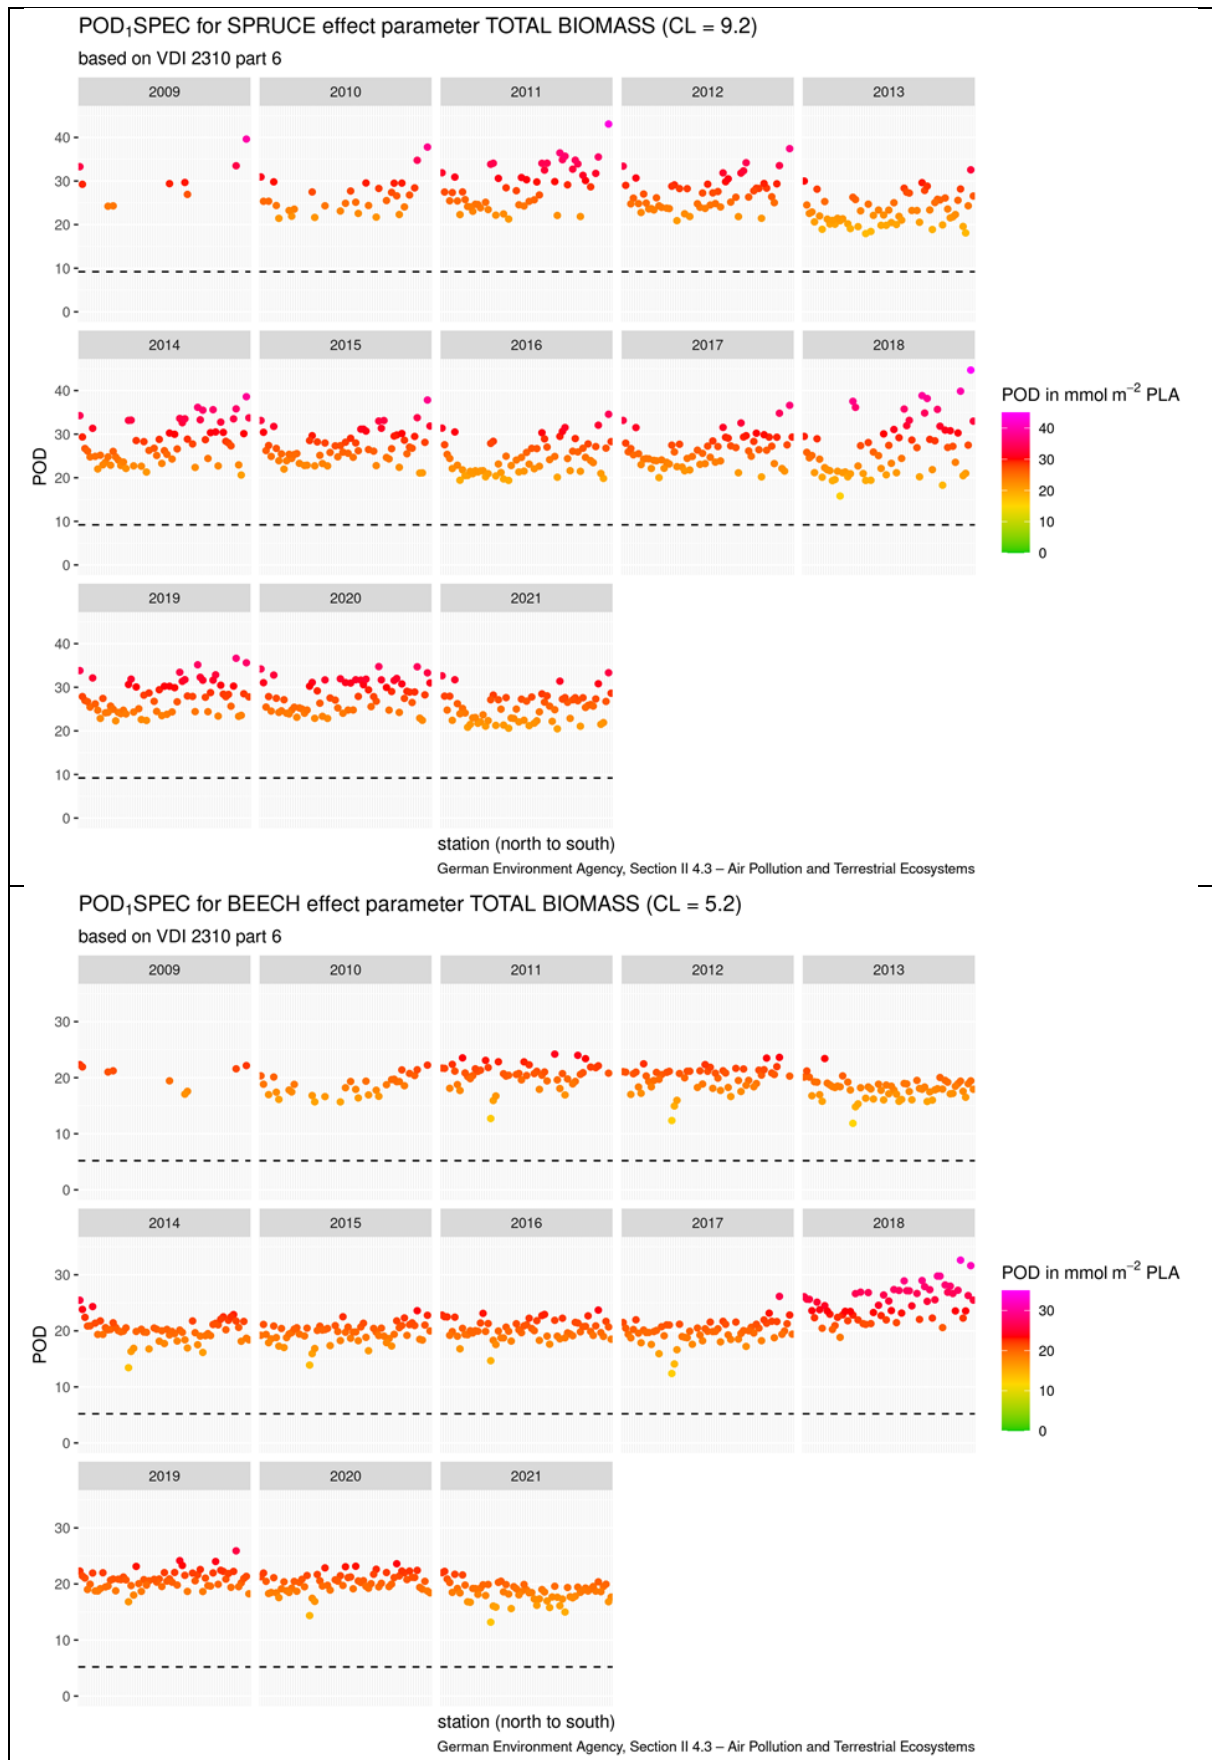 POD₁SPEC for SPRUCE effect parameter TOTAL BIOMASS (CL = 9.2)
based on VDI 2310 part 6
2009 2010 2011 2012 2013
40
30
20
10
0
2014 2015 2016 2017 2018
40
30
20
10
0
POD
POD in mmol m⁻² PLA
40
30
20
10
0
2019 2020 2021
40
30
20
10
0
station (north to south)
German Environment Agency, Section II 4.3 – Air Pollution and Terrestrial Ecosystems
POD₁SPEC for BEECH effect parameter TOTAL BIOMASS (CL = 5.2)
based on VDI 2310 part 6
2009 2010 2011 2012 2013
30
20
10
0
2014 2015 2016 2017 2018
30
20
10
0
POD
POD in mmol m⁻² PLA
30
20
10
0
2019 2020 2021
30
20
10
0
station (north to south)
German Environment Agency, Section II 4.3 – Air Pollution and Terrestrial Ecosystems